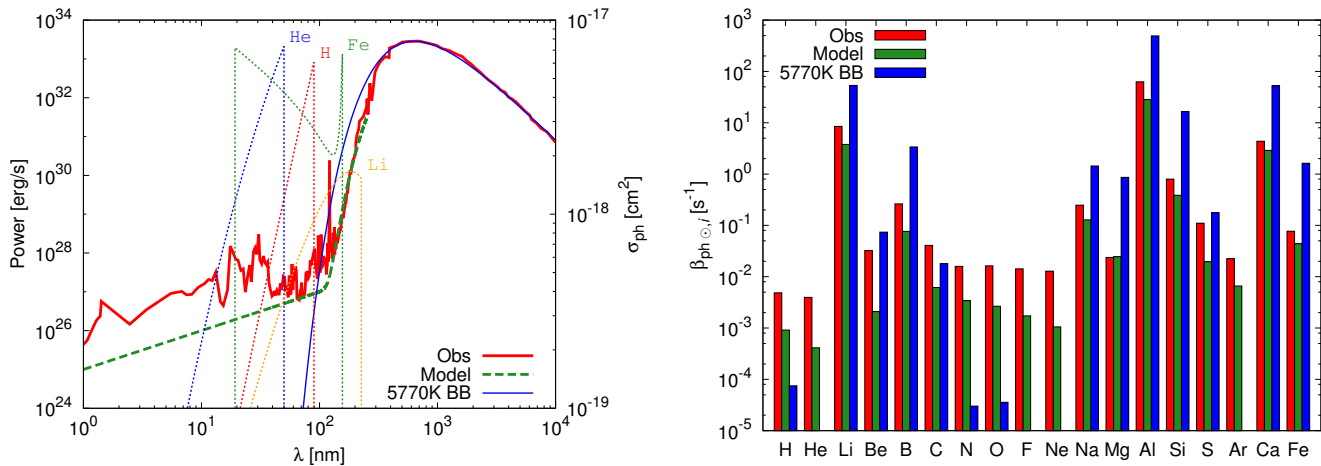 10^34
10^32
10^30
10^28
10^26
10^24
Power [erg/s]
10^0
10^1
10^2
10^3
10^4
λ [nm]
10^-17
10^-18
10^-19
σph [cm^2]
He
H
Fe
Li
Obs
Model
5770K BB
10^3
10^2
10^1
10^0
10^-1
10^-2
10^-3
10^-4
10^-5
βph⊙,i [s^-1]
Obs
Model
5770K BB
H He Li Be B C N O F Ne Na Mg Al Si S Ar Ca Fe